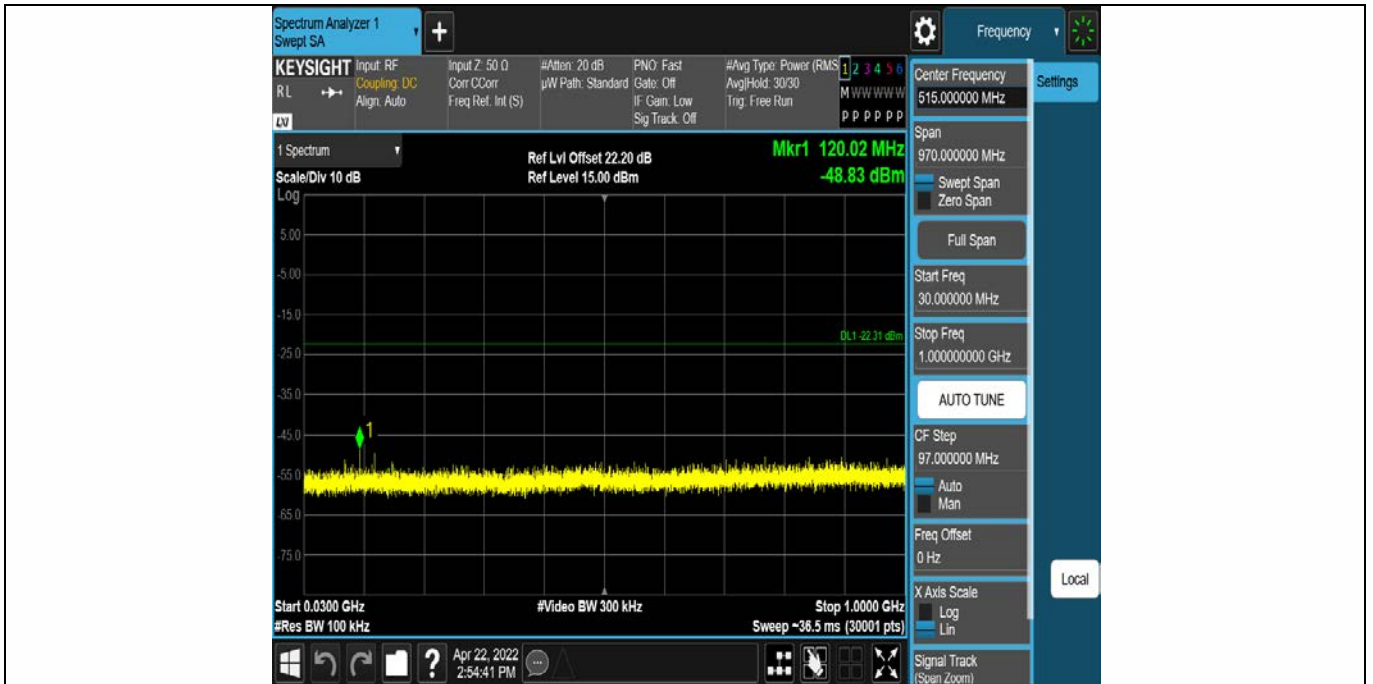 Spectrum Analyzer 1
Swept SA
+
Frequency
KEYSIGHT
RL
LXI
Input: RF
Coupling: DC
Align: Auto
Input Z: 50 Ω
Corr CCorr
Freq Ref: Int (S)
#Atten: 20 dB
µW Path: Standard
PNO: Fast
Gate: Off
IF Gain: Low
Sig Track: Off
#Avg Type: Power (RMS
Avg|Hold: 30/30
Trig: Free Run
1 2 3 4 5 6
M W W W W W
P P P P P P
Center Frequency
515.000000 MHz
Settings
1 Spectrum
Scale/Div 10 dB
Log
Ref Lvl Offset 22.20 dB
Ref Level 15.00 dBm
Mkr1 120.02 MHz
-48.83 dBm
Span
970.000000 MHz
Swept Span
Zero Span
Full Span
Start Freq
30.000000 MHz
Stop Freq
1.000000000 GHz
AUTO TUNE
CF Step
97.000000 MHz
Auto
Man
Freq Offset
0 Hz
X Axis Scale
Log
Lin
Signal Track
(Span Zoom)
Local
5.00
-5.00
-15.0
DL1 -22.31 dBm
-25.0
-35.0
-45.0
1
-55.0
-65.0
-75.0
Start 0.0300 GHz
#Video BW 300 kHz
Stop 1.0000 GHz
#Res BW 100 kHz
Sweep ~36.5 ms (30001 pts)
?
Apr 22, 2022
2:54:41 PM